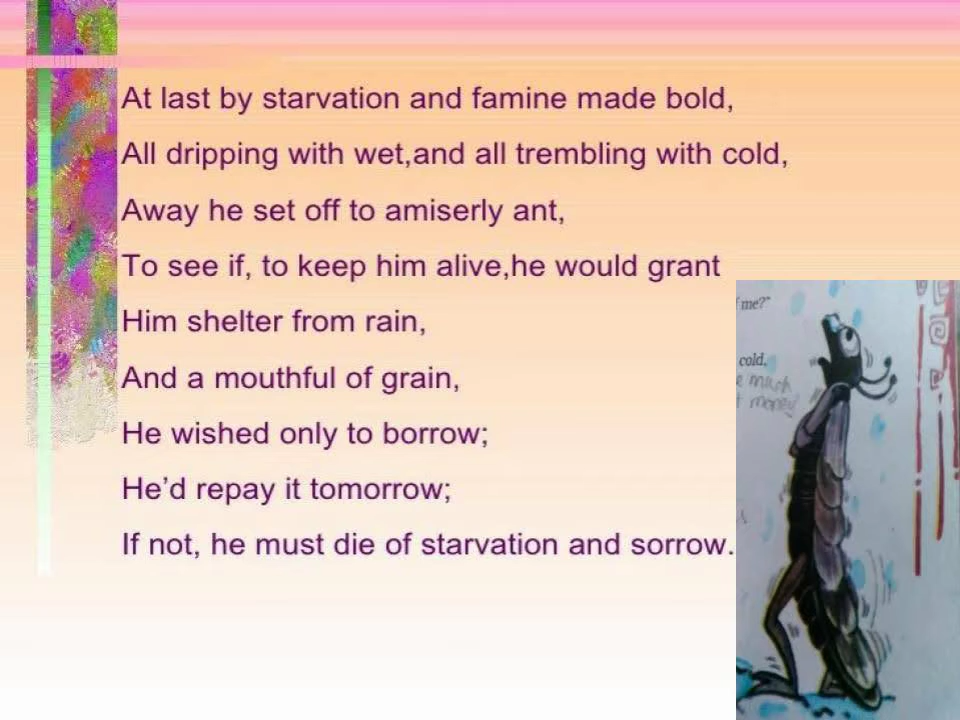 At last by starvation and famine made bold,
All dripping with wet,and all trembling with cold,
Away he set off to amiserly ant,
To see if, to keep him alive,he would grant
Him shelter from rain,
And a mouthful of grain,
He wished only to borrow;
He'd repay it tomorrow;
If not, he must die of starvation and sorrow.
me?"
cold.
much
money